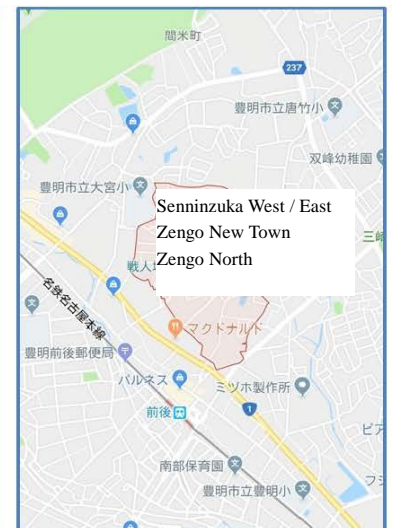 間米町
237
豊明市立唐竹小
双峰幼稚園
豊明市立大宮小
Senninzuka West / East
Zengo New Town
Zengo North
三崎
戦人塚
マクドナルド
名鉄名古屋本線
豊明前後郵便局
パルネス
ミヅホ製作所
前後
1
ピア
南部保育園
フジ
豊明市立豊明小